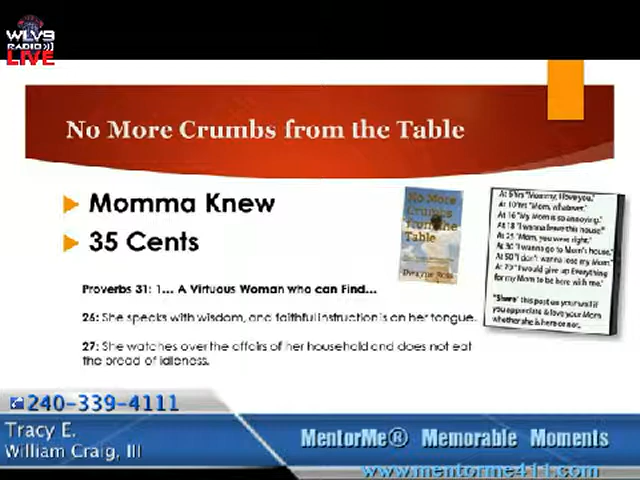 WLVS
RADIO
LIVE
No More Crumbs from the Table
Momma Knew
35 Cents
Proverbs 31: 1... A Virtuous Woman who can Find...
26: She speaks with wisdom, and faithful instruction is on her tongue.
27: She watches over the affairs of her household and does not eat
the bread of idleness.
No More
Crumbs
from the
Table
Dwayne Ross
At 6 Yrs "Mommy, I love you."
At 10 Yrs "Mom, whatever."
At 16 "My Mom is so annoying."
At 18 "I wanna leave this house."
At 25 "Mom, you were right."
At 30 "I wanna go to Mom's house."
At 50 "I don't wanna lose my Mom."
At 70 "I would give up Everything
for my Mom to be here with me."
"Share" this post on your wall if
you appreciate & love your Mom
whether she is here or not..
240-339-4111
Tracy E.
William Craig, III
MentorMe® Memorable Moments
www.mentorme411.com